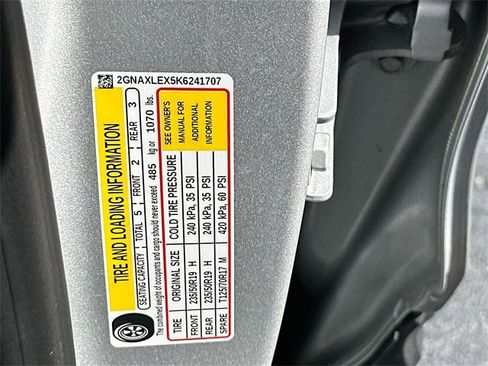 2GNAXLEX5K6241707
TIRE AND LOADING INFORMATION
SEATING CAPACITY TOTAL 5 FRONT 2 REAR 3
The combined weight of occupants and cargo should never exceed 485 kg or 1070 lbs.
TIRE ORIGINAL SIZE COLD TIRE PRESSURE
FRONT 235/50R19 H 240 kPa, 35 PSI
REAR 235/50R19 H 240 kPa, 35 PSI
SPARE T125/70R17 M 420 kPa, 60 PSI
SEE OWNER'S
MANUAL FOR
ADDITIONAL
INFORMATION